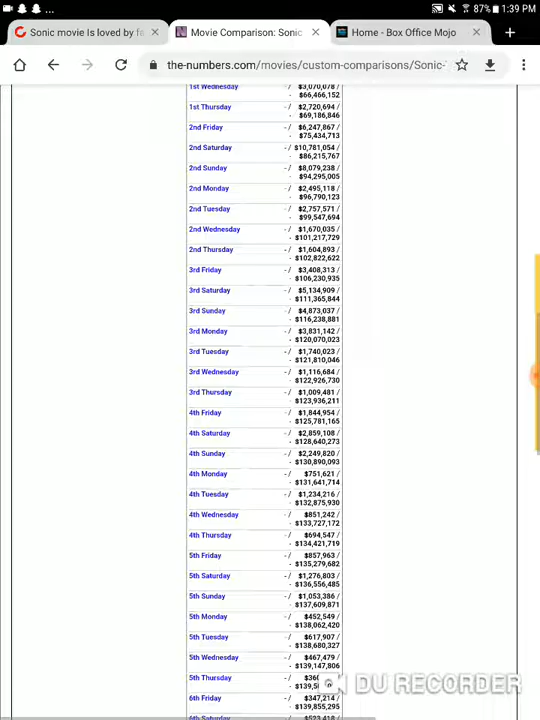 87% 1:39 PM
Sonic movie Is loved by fa
Movie Comparison: Sonic
Home - Box Office Mojo
the-numbers.com/movies/custom-comparisons/Sonic-
1st Wednesday - / $3,070,078 /
- $66,466,152
1st Thursday - / $2,720,694 /
- $69,186,846
2nd Friday - / $6,247,867 /
- $75,434,713
2nd Saturday - / $10,781,054 /
- $86,215,767
2nd Sunday - / $8,079,238 /
- $94,295,005
2nd Monday - / $2,495,118 /
- $96,790,123
2nd Tuesday - / $2,757,571 /
- $99,547,694
2nd Wednesday - / $1,670,035 /
- $101,217,729
2nd Thursday - / $1,604,893 /
- $102,822,622
3rd Friday - / $3,408,313 /
- $106,230,935
3rd Saturday - / $5,134,909 /
- $111,365,844
3rd Sunday - / $4,873,037 /
- $116,238,881
3rd Monday - / $3,831,142 /
- $120,070,023
3rd Tuesday - / $1,740,023 /
- $121,810,046
3rd Wednesday - / $1,116,684 /
- $122,926,730
3rd Thursday - / $1,009,481 /
- $123,936,211
4th Friday - / $1,844,954 /
- $125,781,165
4th Saturday - / $2,859,108 /
- $128,640,273
4th Sunday - / $2,249,820 /
- $130,890,093
4th Monday - / $751,621 /
- $131,641,714
4th Tuesday - / $1,234,216 /
- $132,875,930
4th Wednesday - / $851,242 /
- $133,727,172
4th Thursday - / $694,547 /
- $134,421,719
5th Friday - / $857,963 /
- $135,279,682
5th Saturday - / $1,276,803 /
- $136,556,485
5th Sunday - / $1,053,386 /
- $137,609,871
5th Monday - / $452,549 /
- $138,062,420
5th Tuesday - / $617,907 /
- $138,680,327
5th Wednesday - / $467,479 /
- $139,147,806
5th Thursday - /
DU RECORDER
6th Friday - / $347,214 /
- $139,855,295
6th Saturday - / $523,418 /